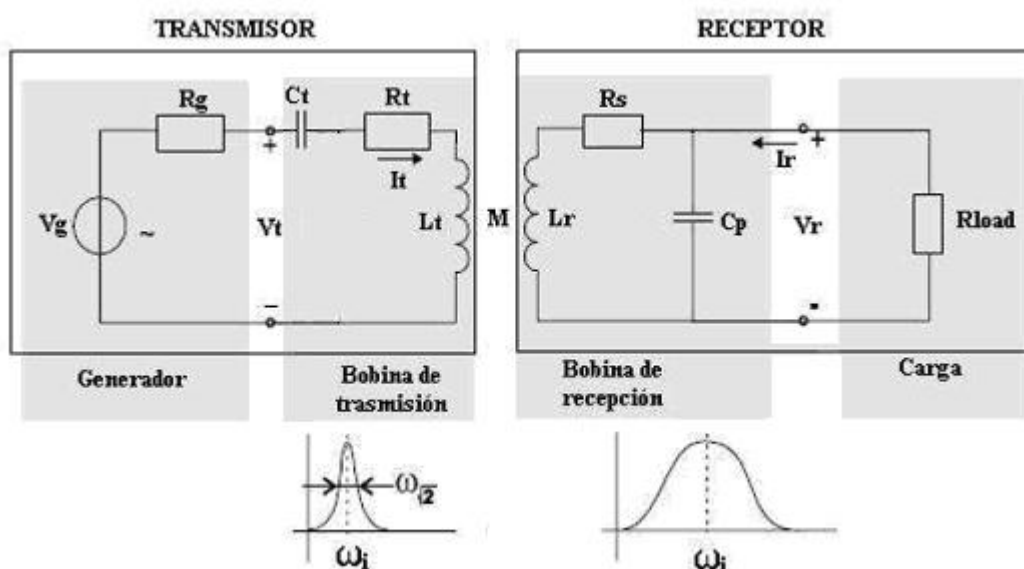 TRANSMISOR
RECEPTOR
Rg
Ct
Rt
Rs
+
It
Ir
+
Vg
~
Vt
Lt
M
Lr
Cp
Vr
Rload
−
-
Generador
Bobina de
trasmisión
Bobina de
recepción
Carga
ω√2
ωi
ωi